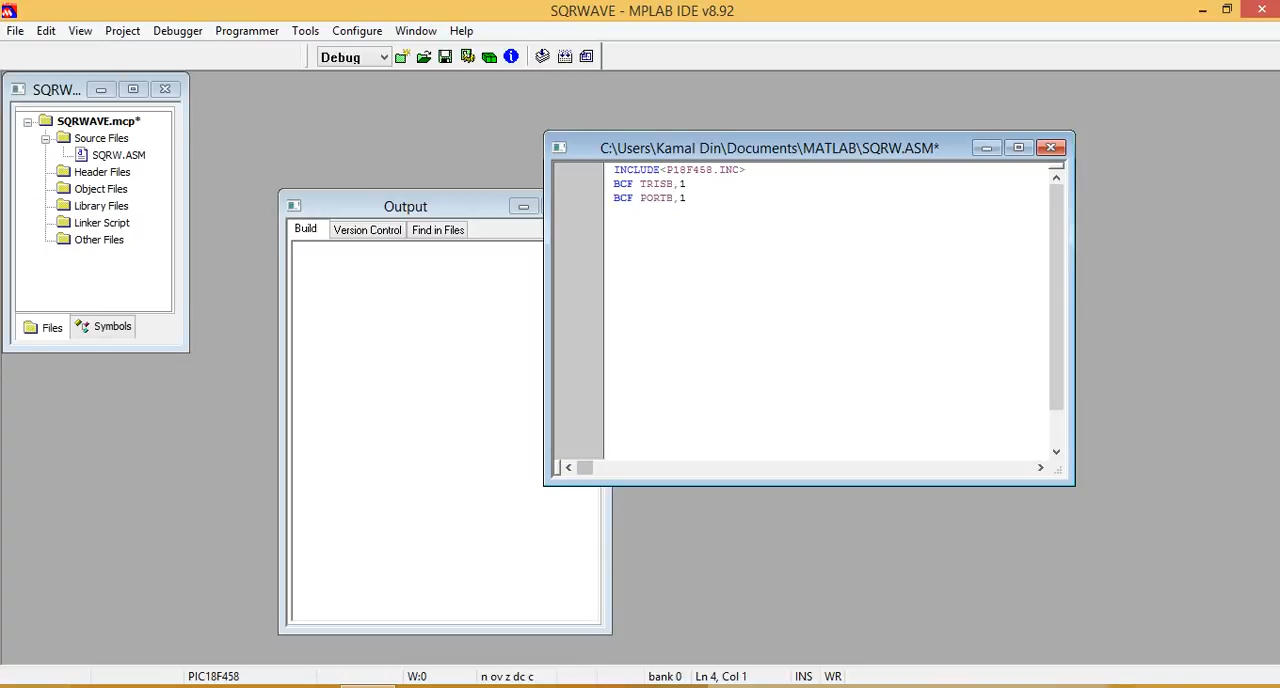 SQRWAVE - MPLAB IDE v8.92
File Edit View Project Debugger Programmer Tools Configure Window Help
Debug
SQRW...
SQRWAVE.mcp*
Source Files
SQRW.ASM
Header Files
Object Files
Library Files
Linker Script
Other Files
Files Symbols
Output
Build Version Control Find in Files
C:\Users\Kamal Din\Documents\MATLAB\SQRW.ASM*
INCLUDE<P18F458.INC>
BCF TRISB,1
BCF PORTB,1
PIC18F458 W:0 n ov z dc c bank 0 Ln 4, Col 1 INS WR